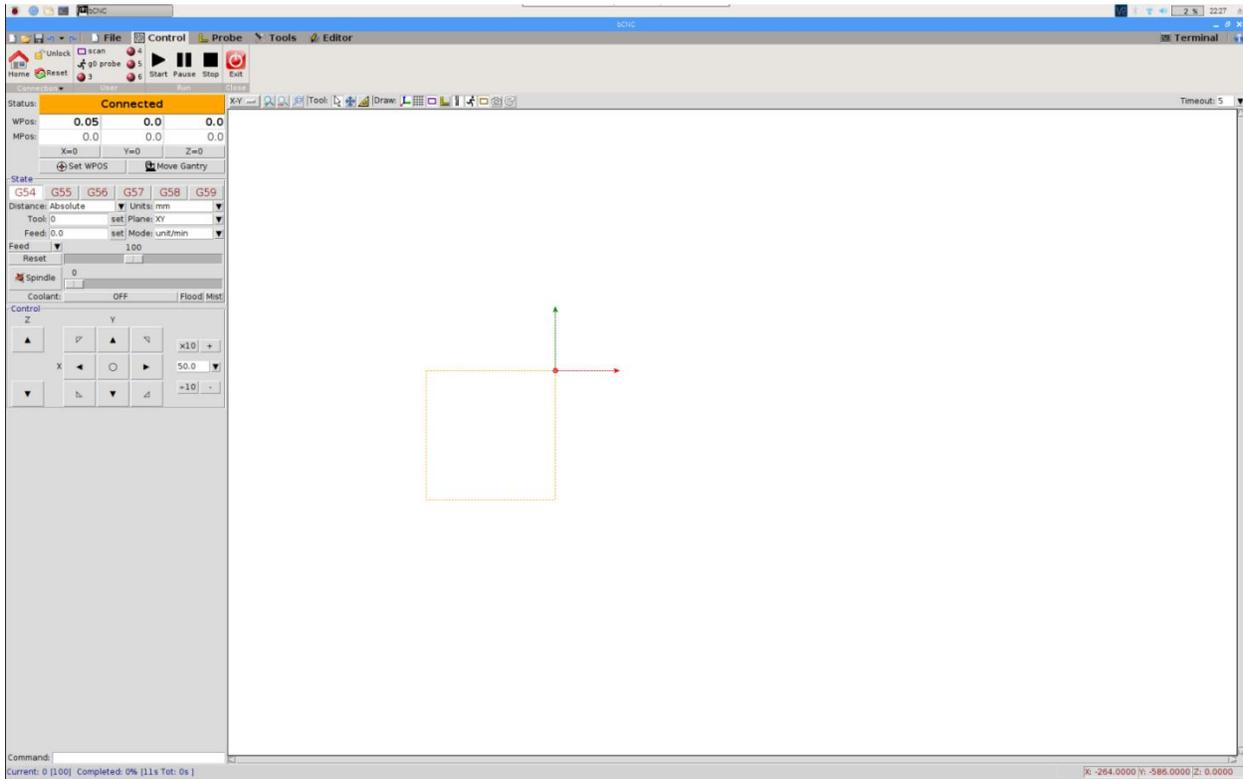 bCNC 2 % 22:27
bCNC
File Control Probe Tools Editor Terminal
Unlock scan 4
g0 probe 5
Home Reset 3 6 Start Pause Stop Exit
Connection User Run Close
Status: Connected X-Y Tool: Draw: Timeout: 5
WPos: 0.05 0.0 0.0
MPos: 0.0 0.0 0.0
X=0 Y=0 Z=0
Set WPOS Move Gantry
State
G54 G55 G56 G57 G58 G59
Distance: Absolute Units: mm
Tool: 0 set Plane: XY
Feed: 0.0 set Mode: unit/min
Feed 100
Reset
Spindle 0
Coolant: OFF Flood Mist
Control
Z Y
x10 +
X 50.0
÷10 -
Command:
Current: 0 [100] Completed: 0% [11s Tot: 0s ] X: -264.0000 Y: -586.0000 Z: 0.0000